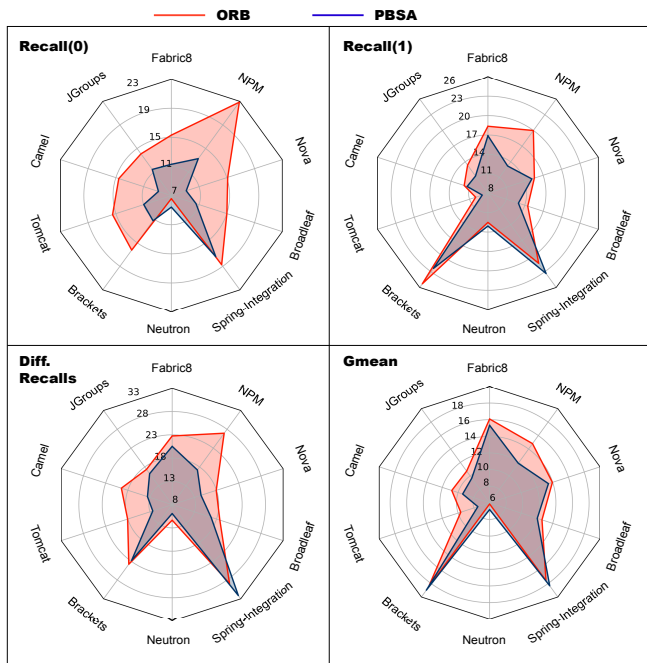 ORB PBSA
Recall(0)
Fabric8
NPM
Nova
Broadleaf
Spring-Integration
Neutron
Brackets
Tomcat
Camel
JGroups
23
19
15
11
7
Recall(1)
Fabric8
NPM
Nova
Broadleaf
Spring-Integration
Neutron
Brackets
Tomcat
Camel
JGroups
26
23
20
17
14
11
8
Diff.
Recalls
Fabric8
NPM
Nova
Broadleaf
Spring-Integration
Neutron
Brackets
Tomcat
Camel
JGroups
33
28
23
18
13
8
Gmean
Fabric8
NPM
Nova
Broadleaf
Spring-Integration
Neutron
Brackets
Tomcat
Camel
JGroups
18
16
14
12
10
8
6